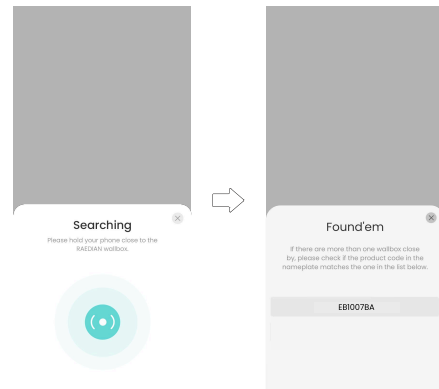 Searching
Please hold your phone close to the
RAEDIAN wallbox.
Found'em
If there are more than one wallbox close
by, please check if the product code in the
nameplate matches the one in the list below.
EB1007BA